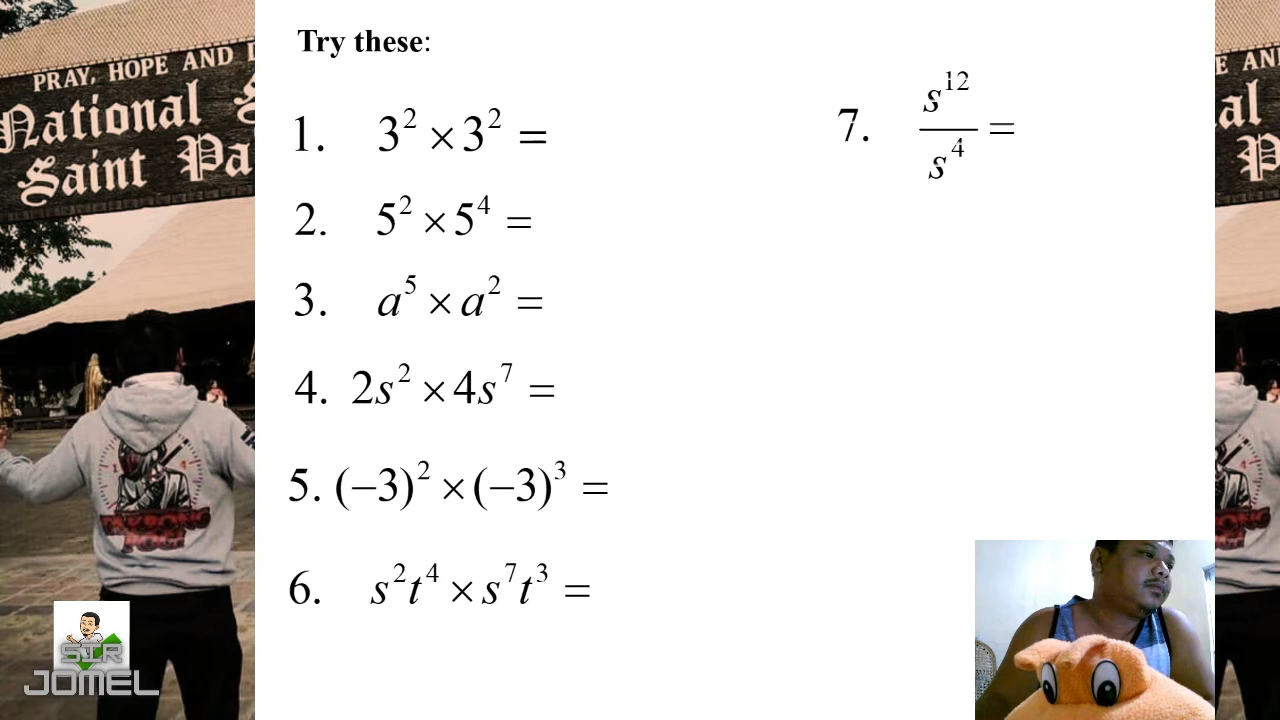 PRAY, HOPE AND
National
Saint Pa
Try these:
1. 3² × 3² =
2. 5² × 5⁴ =
3. a⁵ × a² =
4. 2s² × 4s⁷ =
5. (−3)² × (−3)³ =
6. s²t⁴ × s⁷t³ =
7. s¹² / s⁴ =
SIR
JOMEL